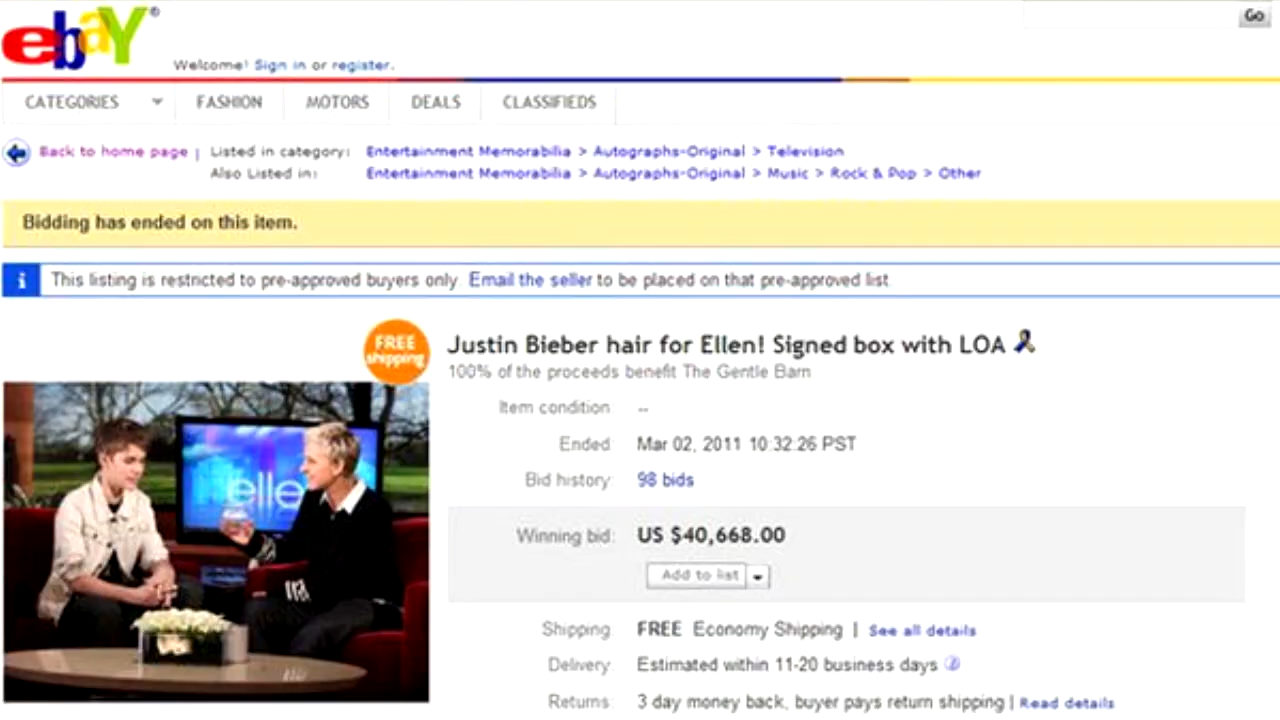 ebaY®
Go
Welcome! Sign in or register.
CATEGORIES FASHION MOTORS DEALS CLASSIFIEDS
Back to home page | Listed in category: Entertainment Memorabilia > Autographs-Original > Television
Also Listed in: Entertainment Memorabilia > Autographs-Original > Music > Rock & Pop > Other
Bidding has ended on this item.
i This listing is restricted to pre-approved buyers only. Email the seller to be placed on that pre-approved list
FREE
shipping
Justin Bieber hair for Ellen! Signed box with LOA
100% of the proceeds benefit The Gentle Barn
elle
Item condition: --
Ended: Mar 02, 2011 10:32:26 PST
Bid history: 98 bids
Winning bid: US $40,668.00
Add to list
Shipping: FREE Economy Shipping | See all details
Delivery: Estimated within 11-20 business days
Returns: 3 day money back, buyer pays return shipping | Read details